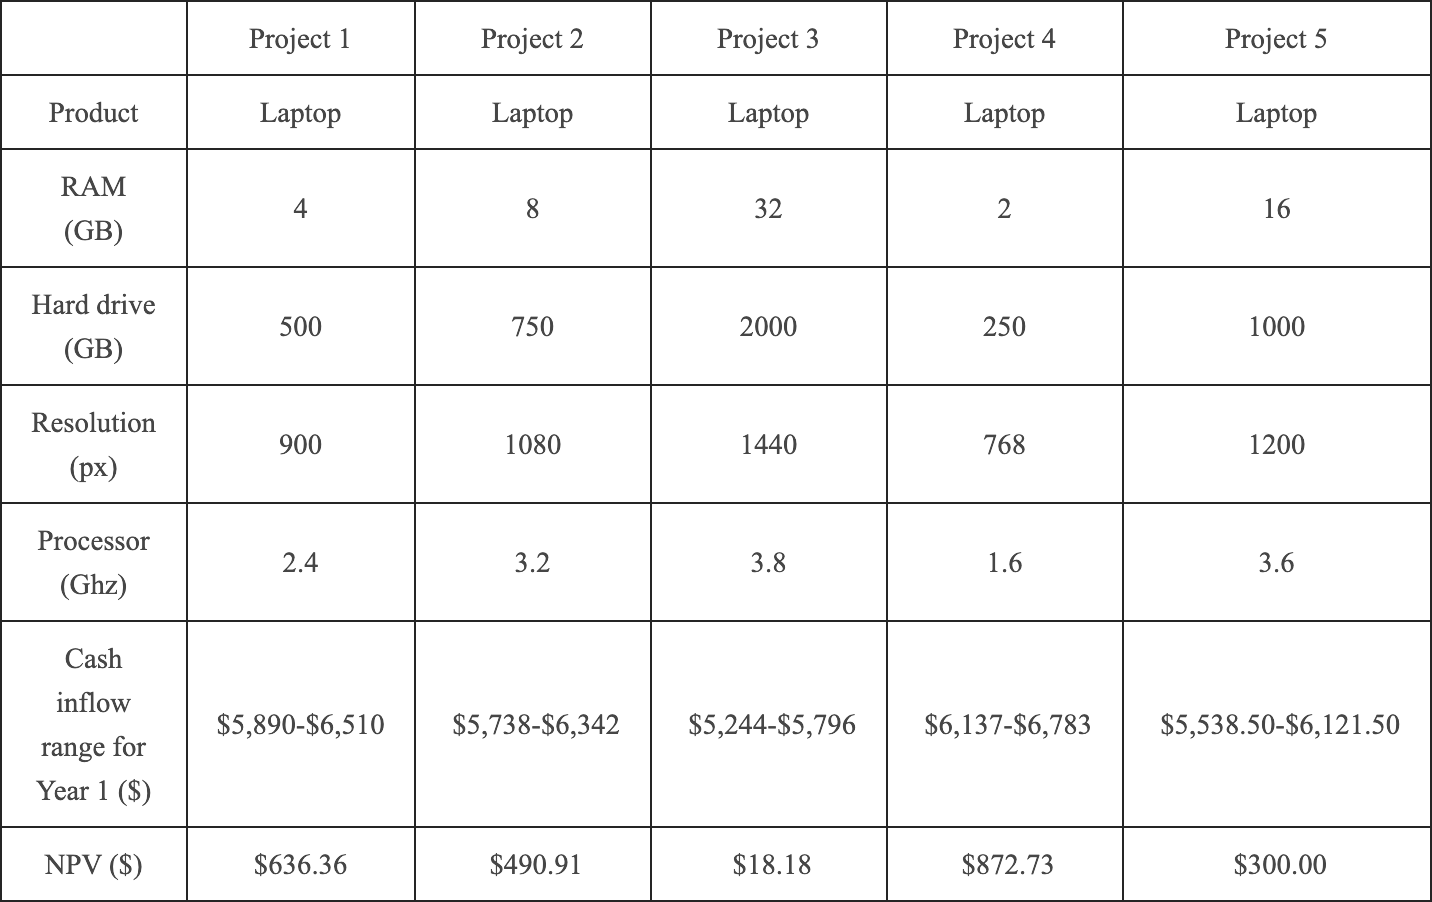 Project 1 Project 2 Project 3 Project 4 Project 5
Product Laptop Laptop Laptop Laptop Laptop
RAM
(GB) 4 8 32 2 16
Hard drive
(GB) 500 750 2000 250 1000
Resolution
(px) 900 1080 1440 768 1200
Processor
(Ghz) 2.4 3.2 3.8 1.6 3.6
Cash
inflow
range for
Year 1 ($) $5,890-$6,510 $5,738-$6,342 $5,244-$5,796 $6,137-$6,783 $5,538.50-$6,121.50
NPV ($) $636.36 $490.91 $18.18 $872.73 $300.00